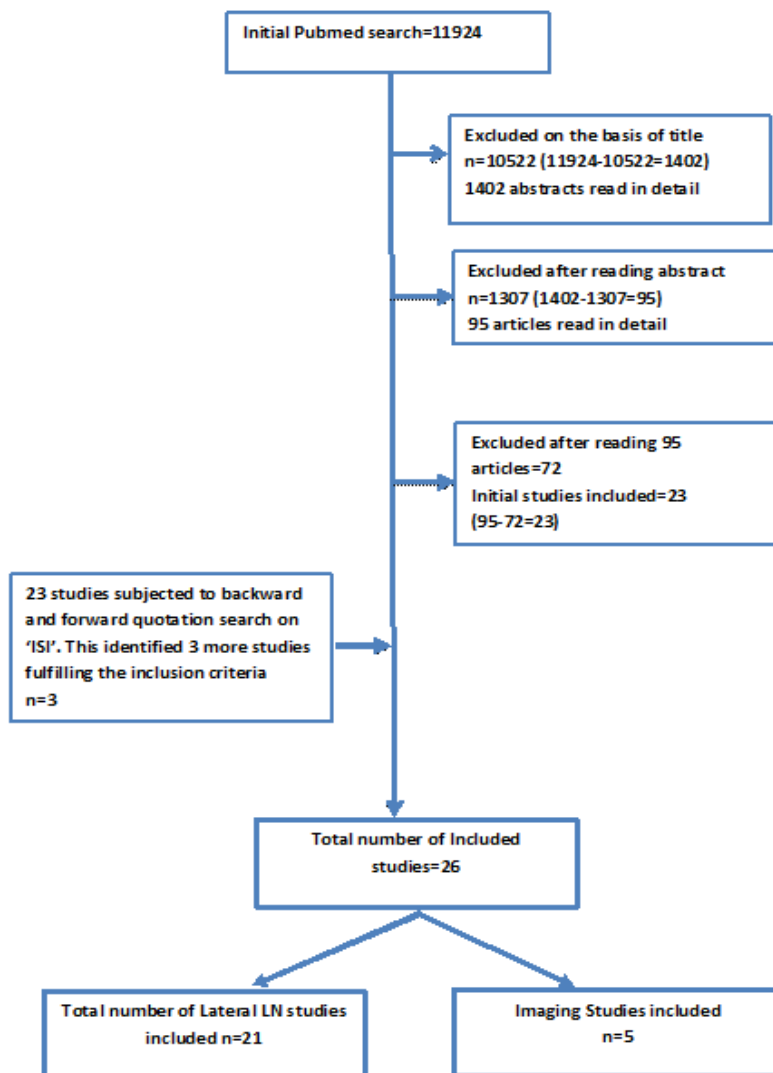 Initial Pubmed search=11924
Excluded on the basis of title
n=10522 (11924-10522=1402)
1402 abstracts read in detail
Excluded after reading abstract
n=1307 (1402-1307=95)
95 articles read in detail
Excluded after reading 95
articles=72
Initial studies included=23
(95-72=23)
23 studies subjected to backward
and forward quotation search on
‘ISI’. This identified 3 more studies
fulfilling the inclusion criteria
n=3
Total number of Included
studies=26
Total number of Lateral LN studies
included n=21
Imaging Studies included
n=5